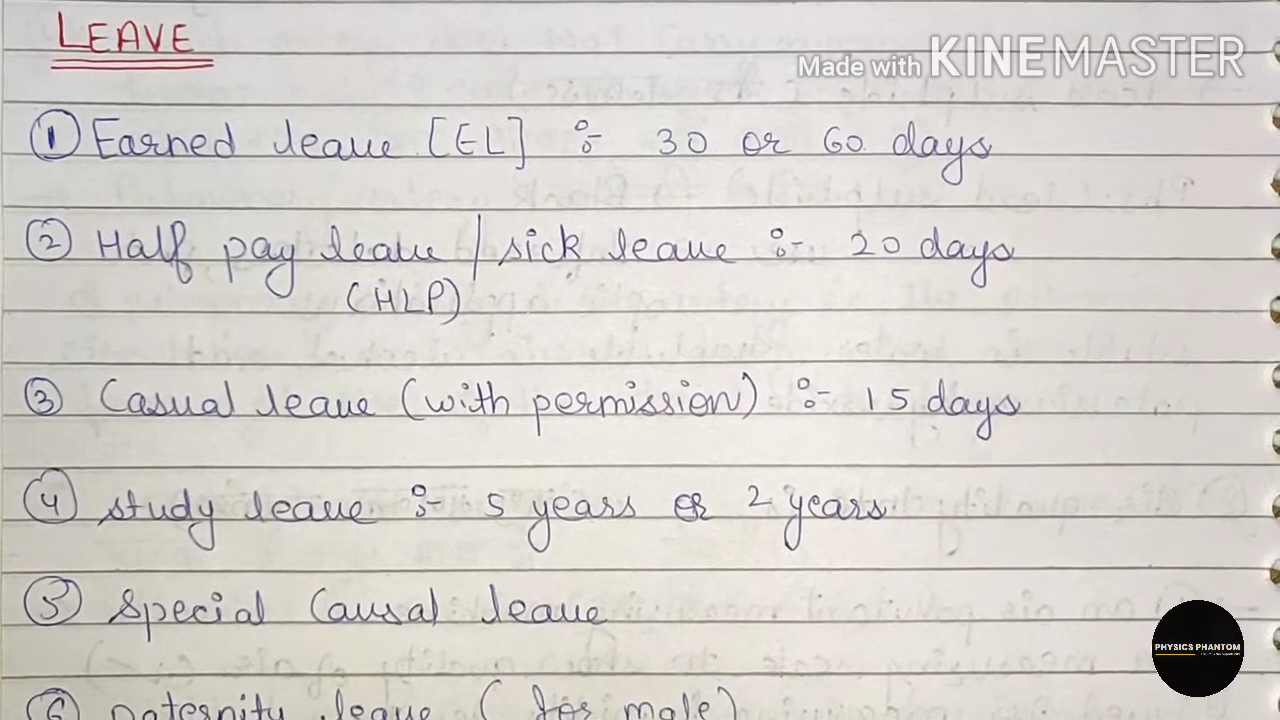 LEAVE
Made with KINEMASTER
① Earned leave [EL] :- 30 or 60 days
② Half pay leave / sick leave :- 20 days
(HLP)
③ Casual leave (with permission) :- 15 days
④ study leave :- 5 years or 2 years
⑤ special Causal leave
PHYSICS PHANTOM
⑥ paternity leave ( for male)